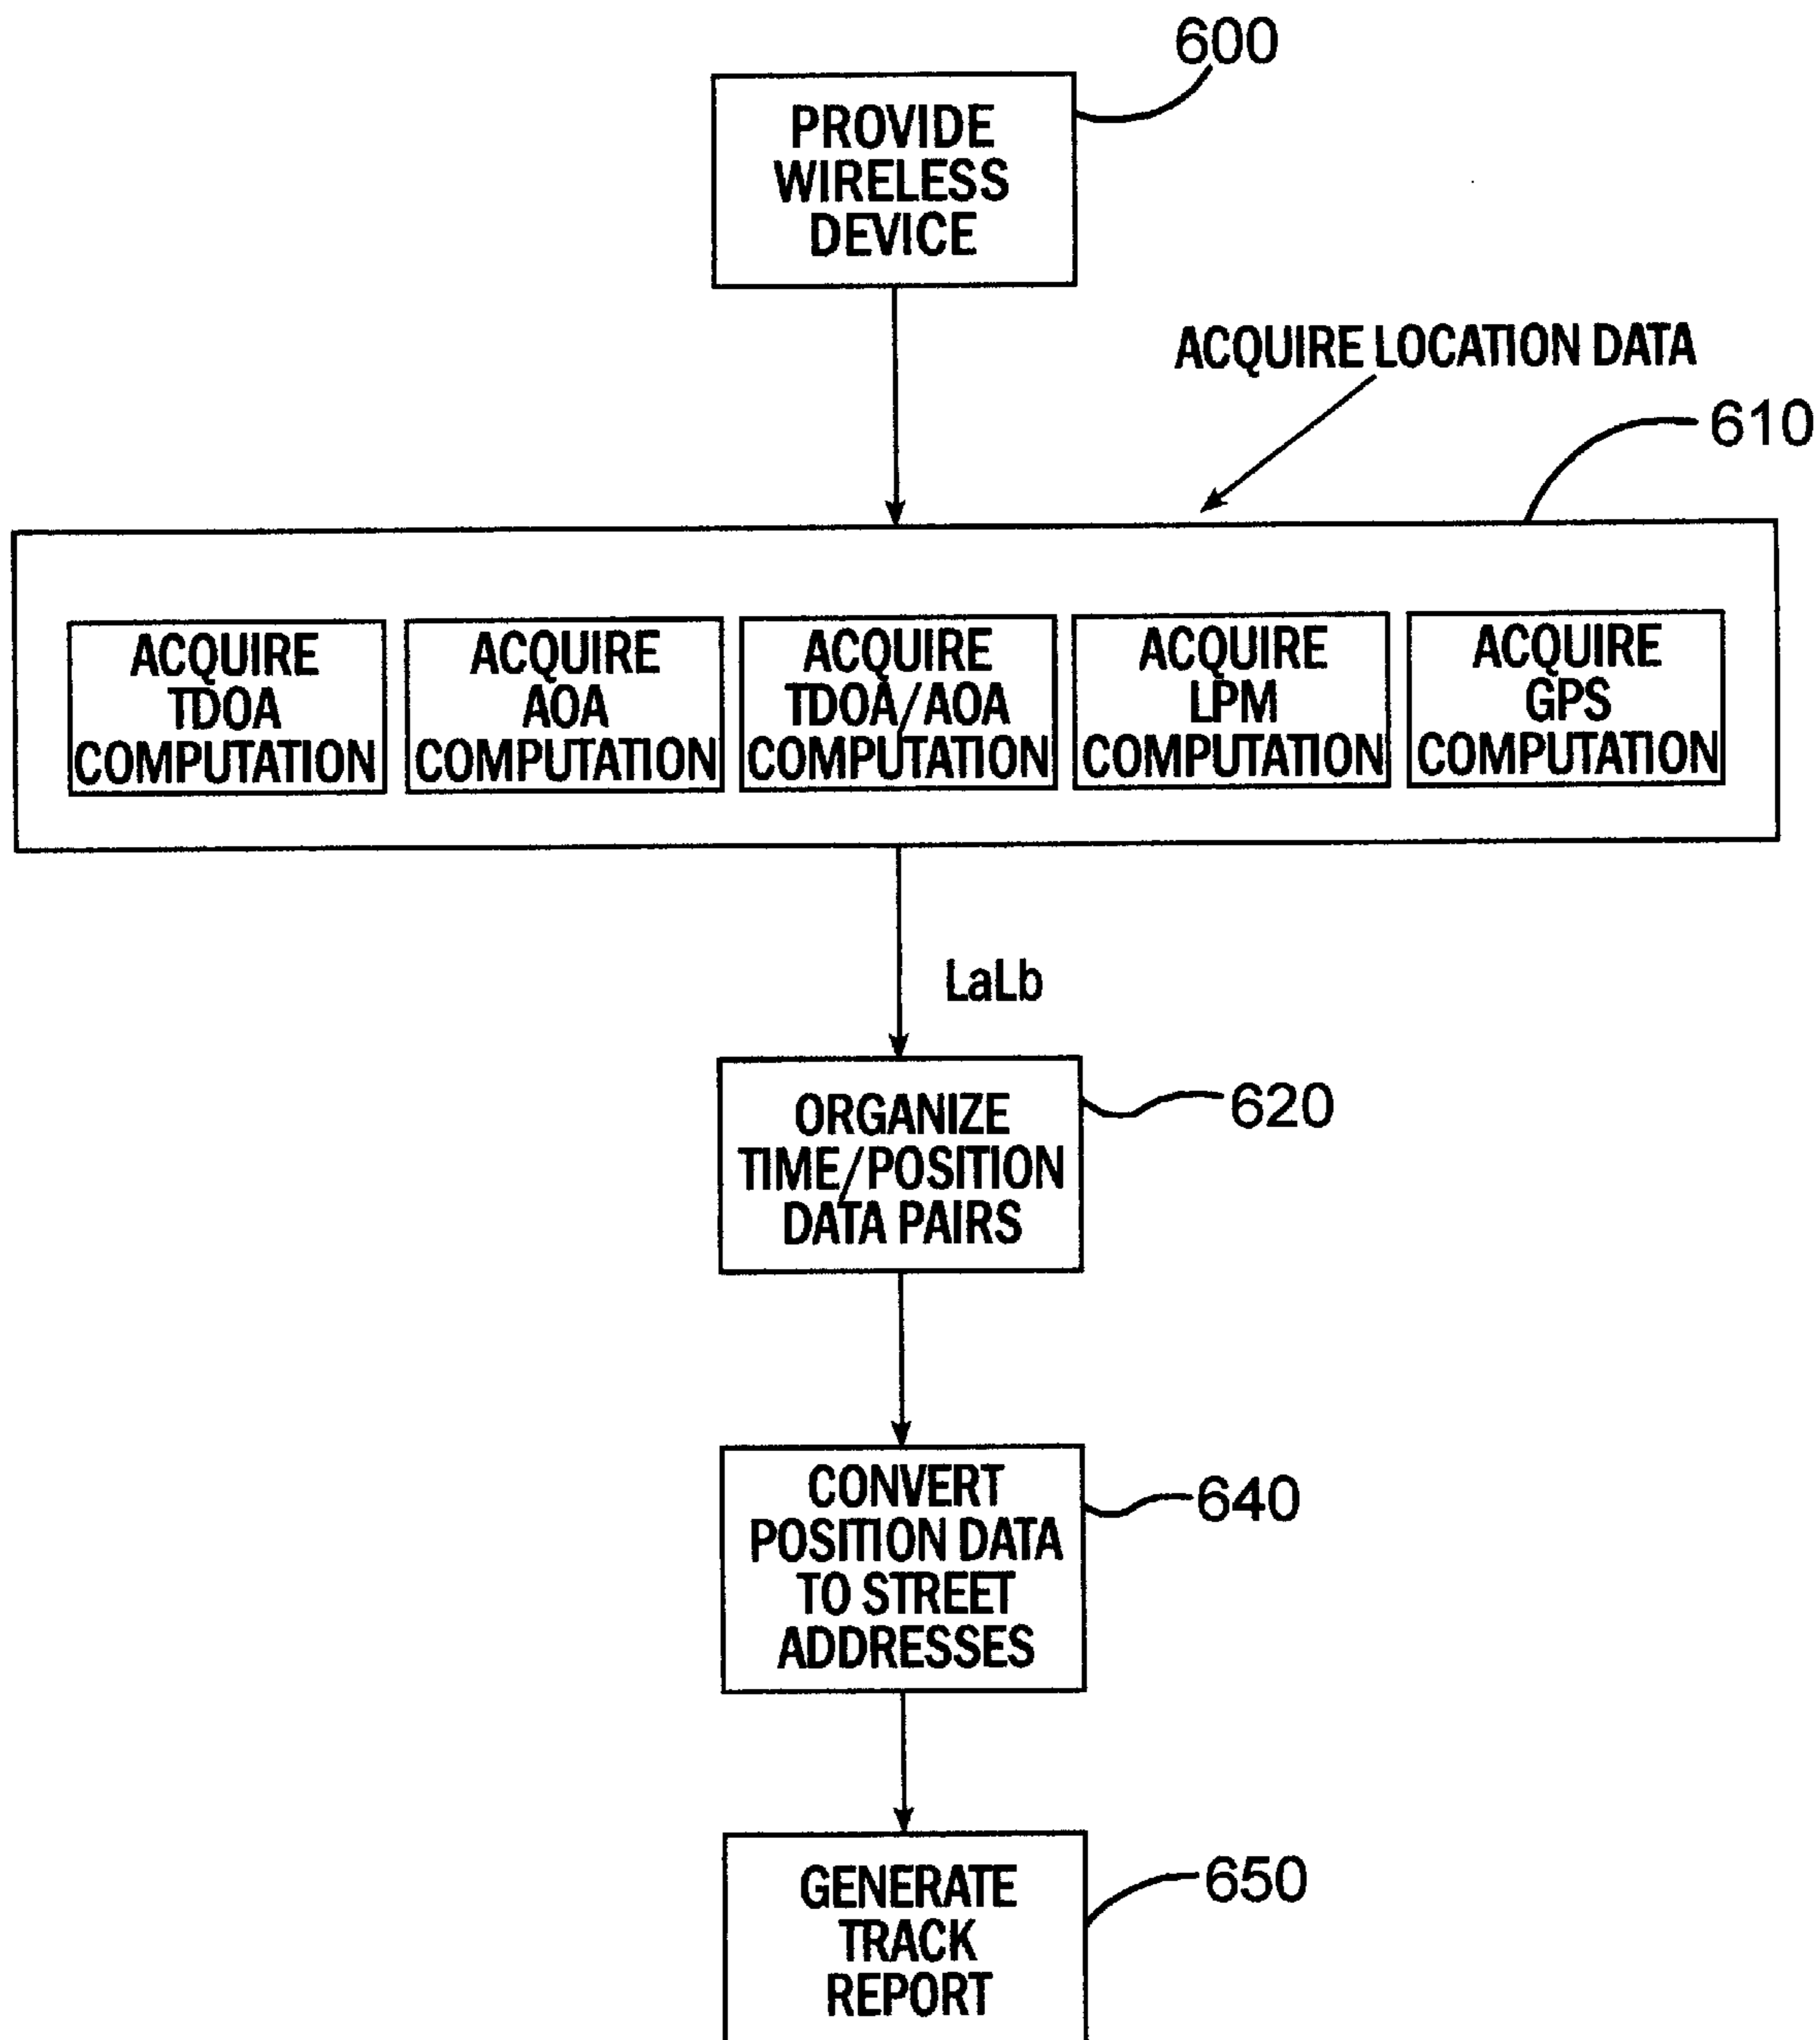 600
PROVIDE
WIRELESS
DEVICE
ACQUIRE LOCATION DATA
610
ACQUIRE
TDOA
COMPUTATION
ACQUIRE
AOA
COMPUTATION
ACQUIRE
TDOA/AOA
COMPUTATION
ACQUIRE
LPM
COMPUTATION
ACQUIRE
GPS
COMPUTATION
LaLb
ORGANIZE
TIME/POSITION
DATA PAIRS
620
CONVERT
POSITION DATA
TO STREET
ADDRESSES
640
GENERATE
TRACK
REPORT
650